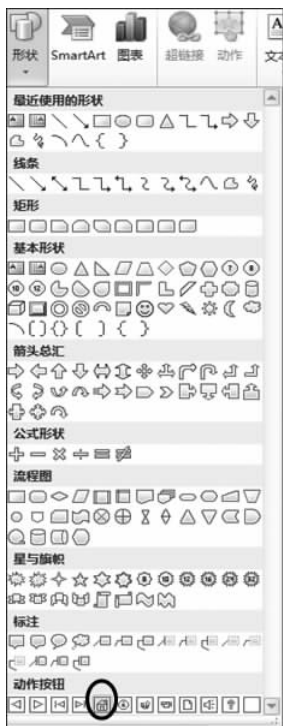 形状 SmartArt 图表 超链接 动作
最近使用的形状
线条
矩形
基本形状
箭头总汇
公式形状
流程图
星与旗帜
标注
动作按钮